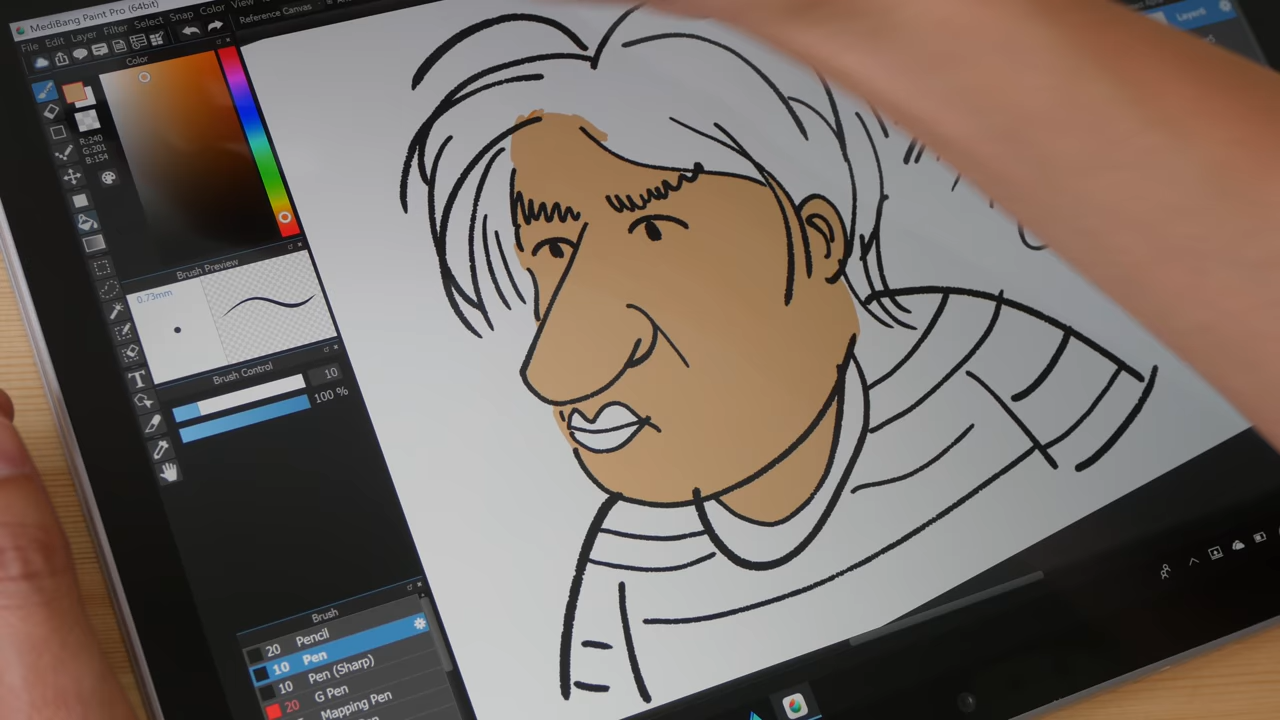 MediBang Paint Pro (64bit)
File Edit Layer Filter Select Snap Color View
Reference Canvas
Color
R:240
G:201
B:154
Brush Preview
0.73mm
Brush Control
10
100 %
Brush
20 Pencil
10 Pen
10 Pen (Sharp)
20 G Pen
Mapping Pen
Layers